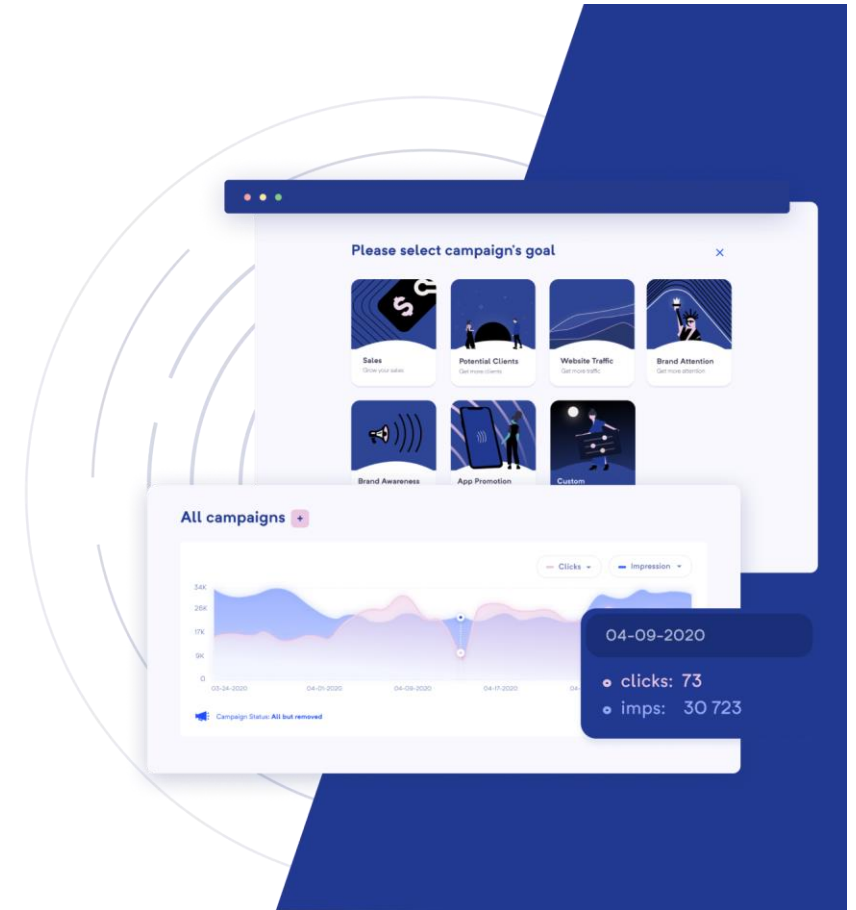 Please select campaign's goal
Sales
Grow your sales
Potential Clients
Get more clients
Website Traffic
Get more traffic
Brand Attention
Get more attention
Brand Awareness
App Promotion
Custom
All campaigns +
Clicks
Impression
34K
26K
17K
9K
0
03-24-2020
04-01-2020
04-09-2020
04-17-2020
04-
Campaign Status: All but removed
04-09-2020
clicks: 73
imps: 30 723